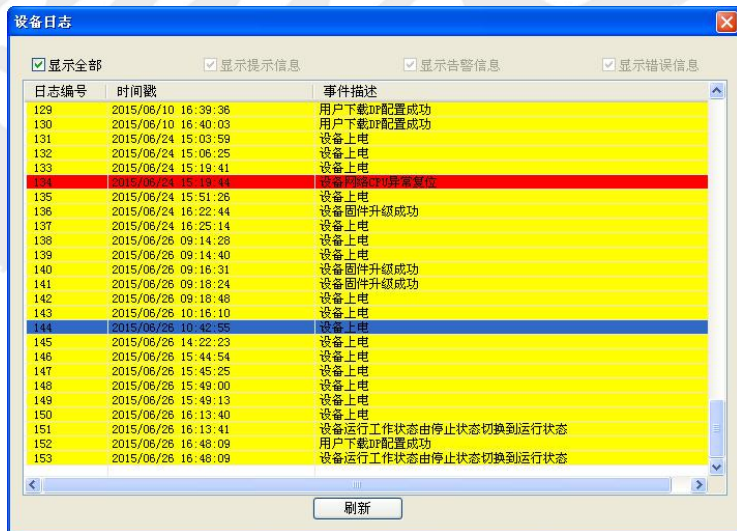 设备日志
显示全部 显示提示信息 显示告警信息 显示错误信息
日志编号 时间戳 事件描述
129 2015/06/10 16:39:36 用户下载DP配置成功
130 2015/06/10 16:40:03 用户下载DP配置成功
131 2015/06/24 15:03:59 设备上电
132 2015/06/24 15:06:25 设备上电
133 2015/06/24 15:19:41 设备上电
134 2015/06/24 15:19:44 设备网络CPU异常复位
135 2015/06/24 15:51:26 设备上电
136 2015/06/24 16:22:44 设备固件升级成功
137 2015/06/24 16:25:14 设备上电
138 2015/06/26 09:14:28 设备上电
139 2015/06/26 09:14:40 设备上电
140 2015/06/26 09:16:31 设备固件升级成功
141 2015/06/26 09:18:24 设备固件升级成功
142 2015/06/26 09:18:48 设备上电
143 2015/06/26 10:16:10 设备上电
144 2015/06/26 10:42:55 设备上电
145 2015/06/26 14:22:23 设备上电
146 2015/06/26 15:44:54 设备上电
147 2015/06/26 15:45:25 设备上电
148 2015/06/26 15:49:00 设备上电
149 2015/06/26 15:49:13 设备上电
150 2015/06/26 16:13:40 设备上电
151 2015/06/26 16:13:41 设备运行工作状态由停止状态切换到运行状态
152 2015/06/26 16:48:09 用户下载DP配置成功
153 2015/06/26 16:48:09 设备运行工作状态由停止状态切换到运行状态
刷新